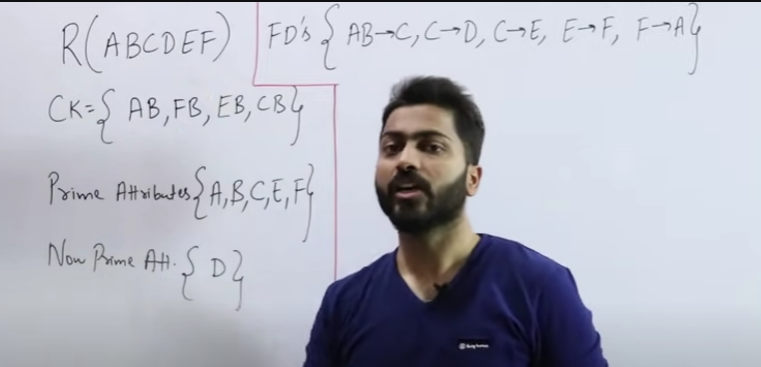 R(ABCDEF)
FD's { AB→C, C→D, C→E, E→F, F→A}
CK={ AB, FB, EB, CB}
Prime Attributes{A,B,C,E,F}
Non Prime Att. { D}